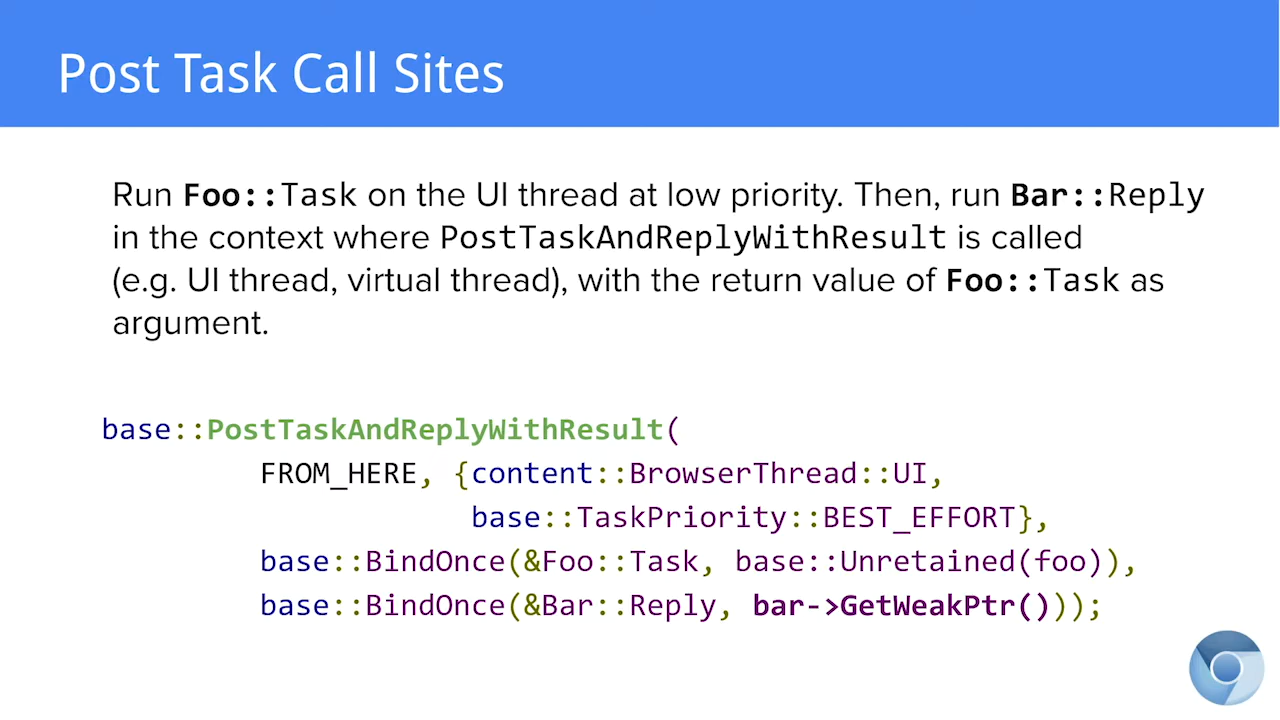 Post Task Call Sites
Run Foo::Task on the UI thread at low priority. Then, run Bar::Reply
in the context where PostTaskAndReplyWithResult is called
(e.g. UI thread, virtual thread), with the return value of Foo::Task as
argument.
base::PostTaskAndReplyWithResult(
FROM_HERE, {content::BrowserThread::UI,
base::TaskPriority::BEST_EFFORT},
base::BindOnce(&Foo::Task, base::Unretained(foo)),
base::BindOnce(&Bar::Reply, bar->GetWeakPtr()));